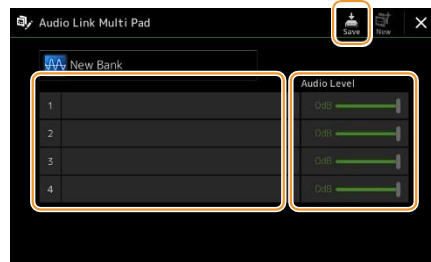 Audio Link Multi Pad
Save
New
New Bank
Audio Level
1
0dB
2
0dB
3
0dB
4
0dB